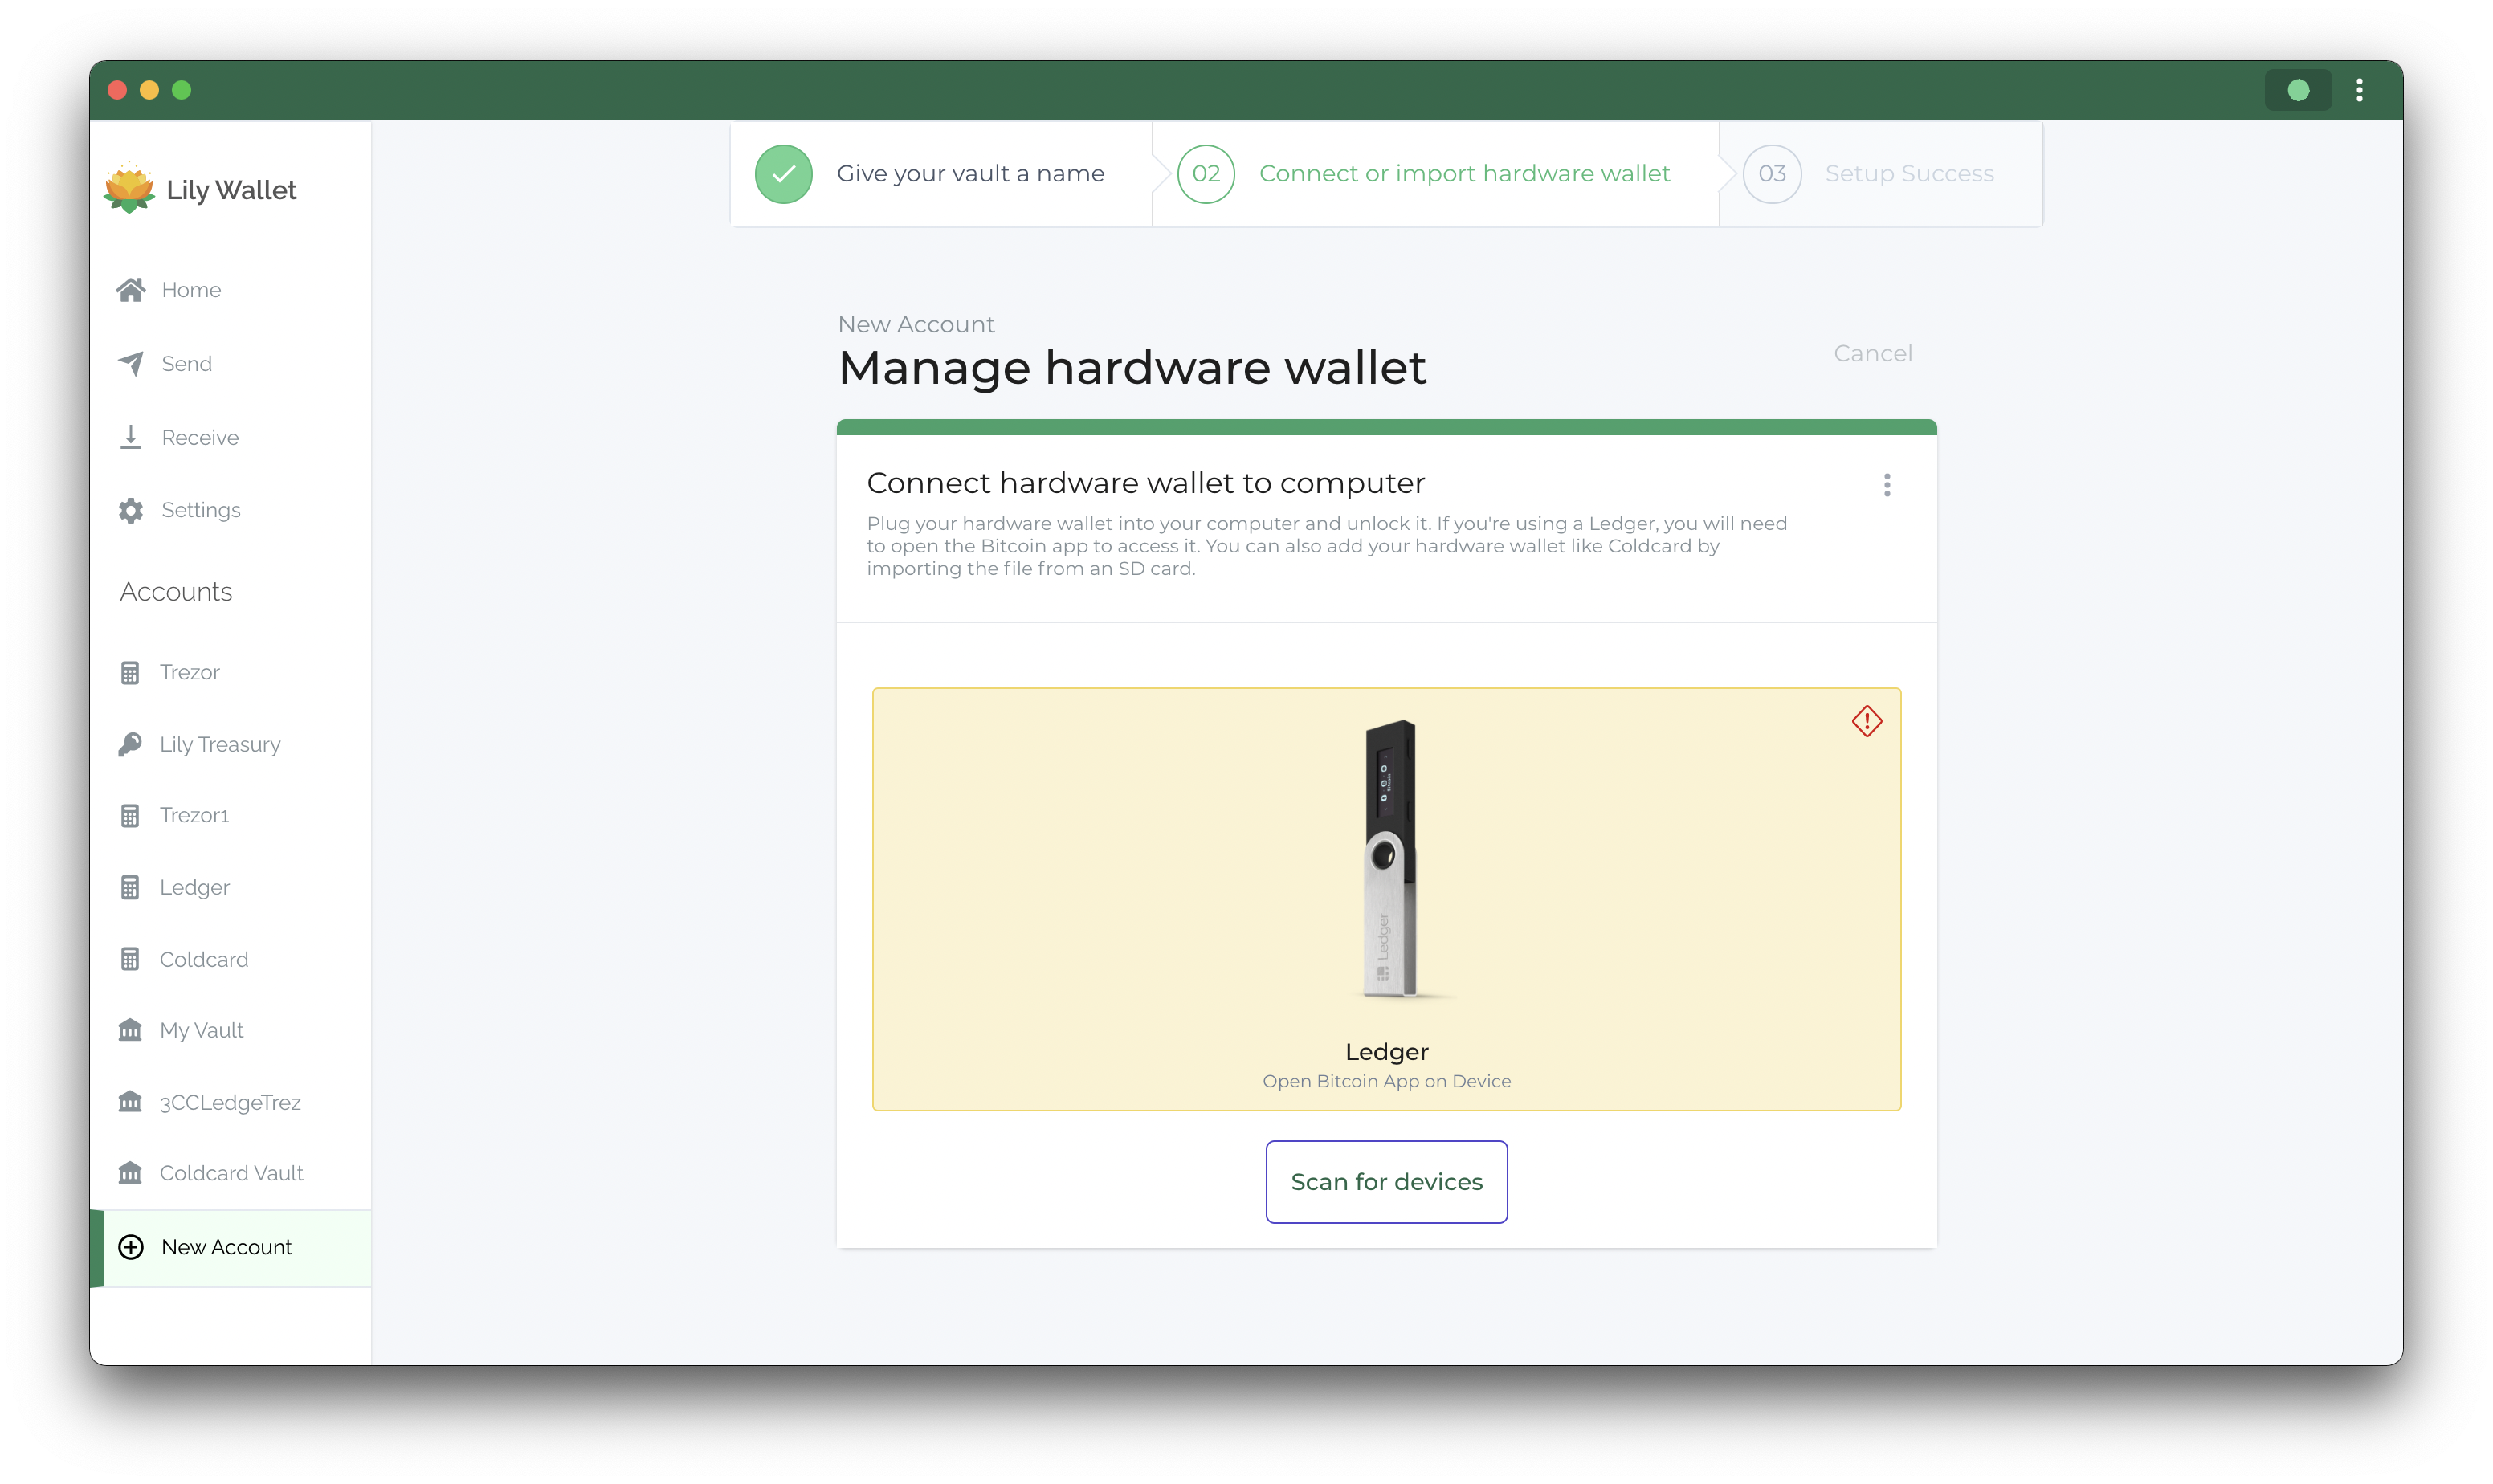 Lily Wallet
Home
Send
Receive
Settings
Accounts
Trezor
Lily Treasury
Trezor1
Ledger
Coldcard
My Vault
3CCLedgeTrez
Coldcard Vault
New Account
Give your vault a name
02
Connect or import hardware wallet
03
Setup Success
New Account
Manage hardware wallet
Cancel
Connect hardware wallet to computer
Plug your hardware wallet into your computer and unlock it. If you're using a Ledger, you will need
to open the Bitcoin app to access it. You can also add your hardware wallet like Coldcard by
importing the file from an SD card.
Ledger
Ledger
Open Bitcoin App on Device
Scan for devices